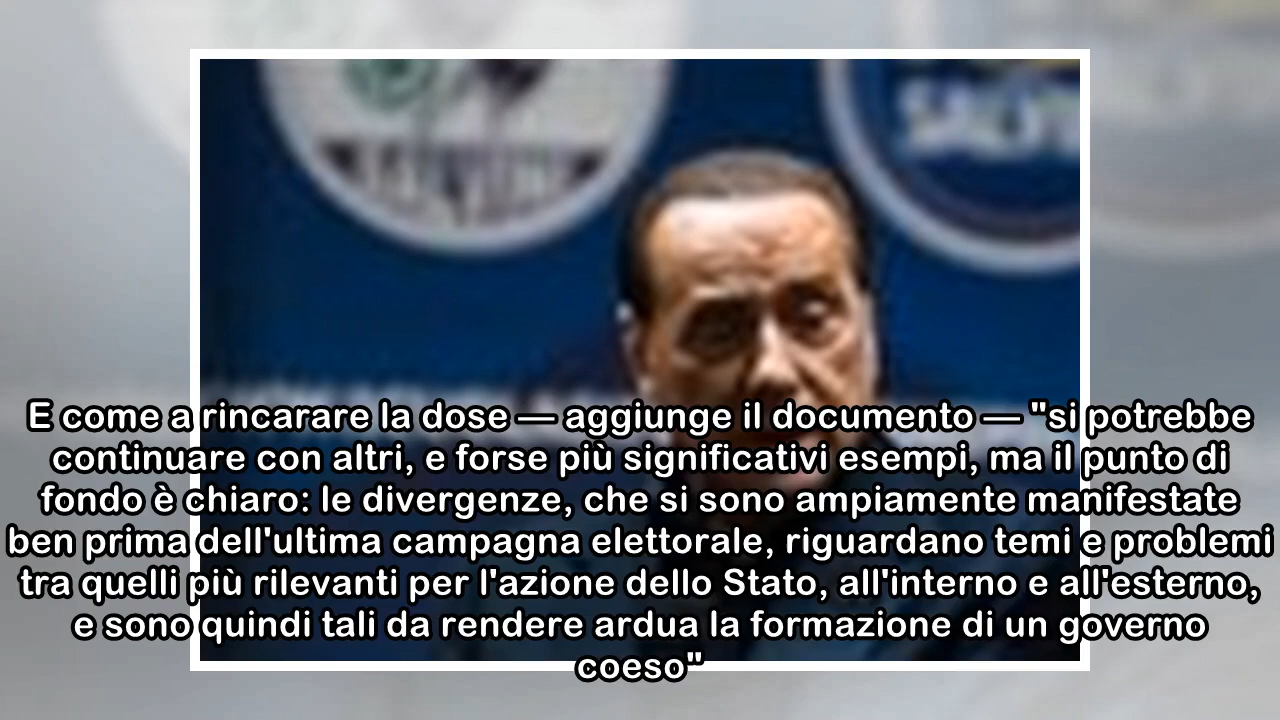 E come a rincarare la dose — aggiunge il documento — "si potrebbe
continuare con altri, e forse più significativi esempi, ma il punto di
fondo è chiaro: le divergenze, che si sono ampiamente manifestate
ben prima dell'ultima campagna elettorale, riguardano temi e problemi
tra quelli più rilevanti per l'azione dello Stato, all'interno e all'esterno,
e sono quindi tali da rendere ardua la formazione di un governo
coeso"